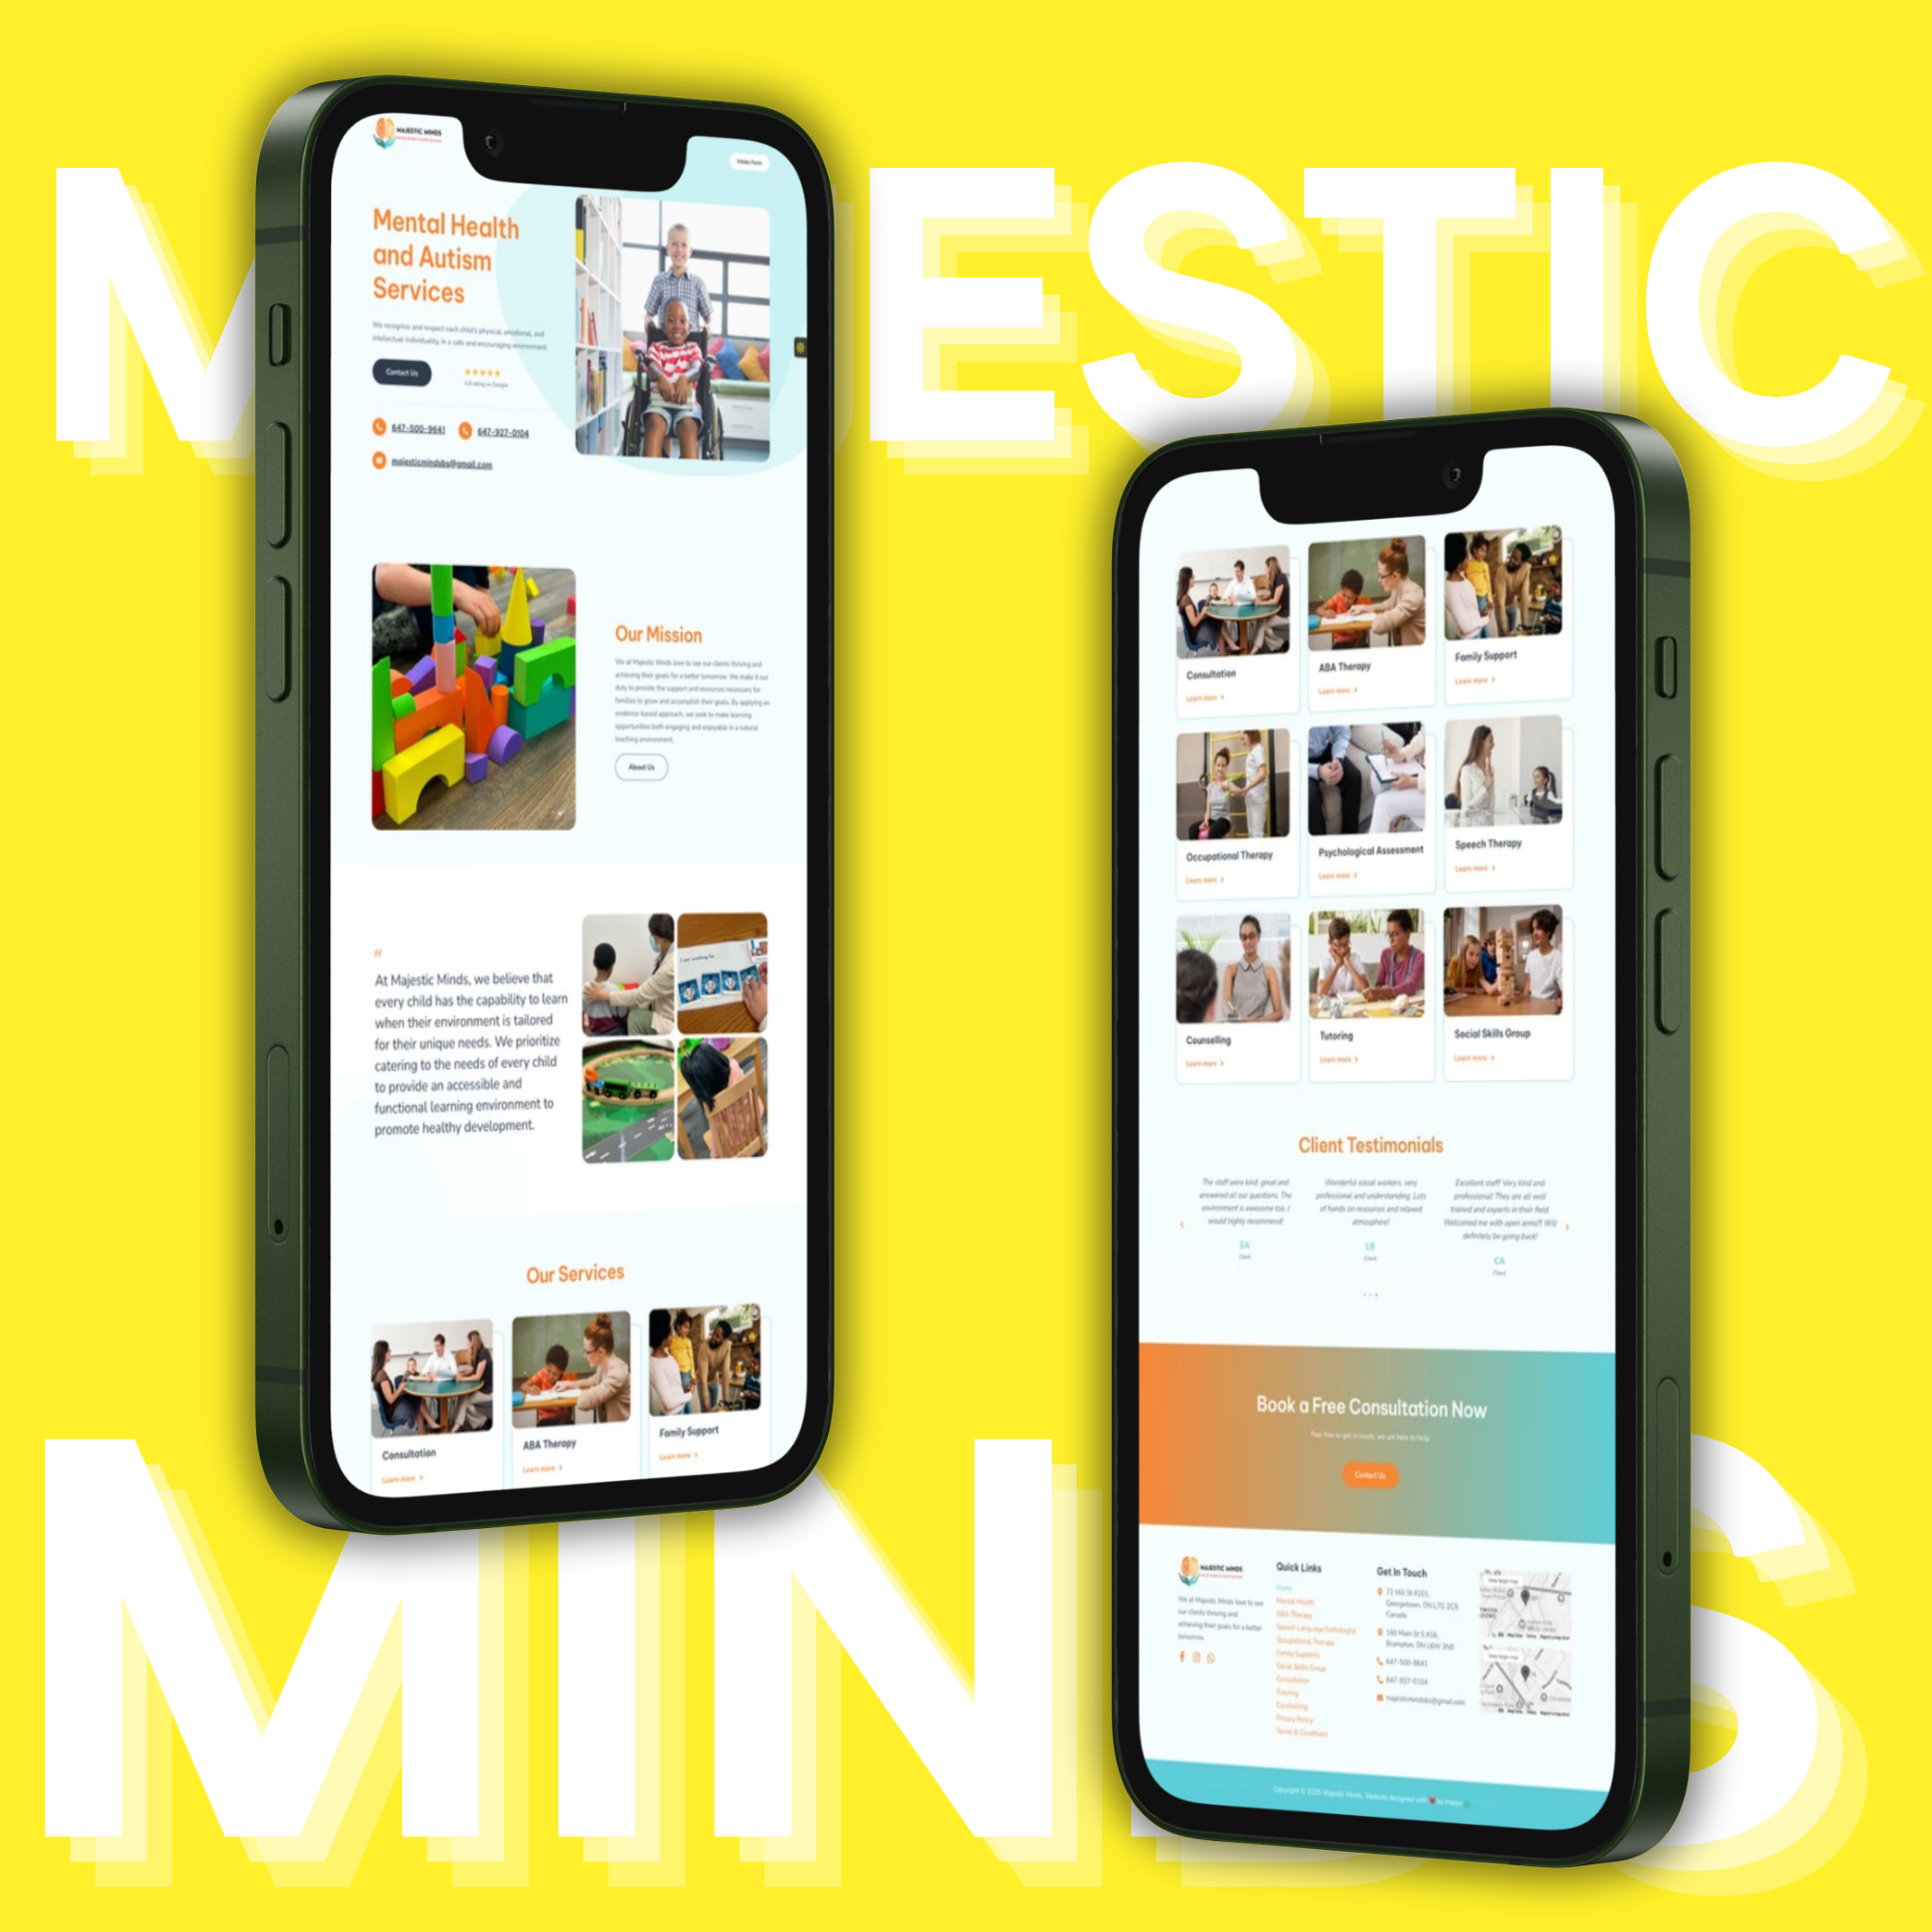 M JESTIC
MINDS
MAJESTIC MINDS
Intake Form
Mental Health
and Autism
Services
We recognize and respect each child's physical, emotional, and
intellectual individuality, in a safe and encouraging environment.
Contact Us
4.8 rating on Google
647-500-9641
647-927-0104
majesticmindsbs@gmail.com
Our Mission
We at Majestic Minds love to see our clients thriving and
achieving their goals for a better tomorrow. We make it our
duty to provide the support and resources necessary for
families to grow and accomplish their goals. By applying an
evidence-based approach, we seek to make learning
opportunities both engaging and enjoyable in a natural
teaching environment.
About Us
"
At Majestic Minds, we believe that
every child has the capability to learn
when their environment is tailored
for their unique needs. We prioritize
catering to the needs of every child
to provide an accessible and
functional learning environment to
promote healthy development.
I am working for
Our Services
Consultation
Learn more >
ABA Therapy
Learn more >
Family Support
Learn more >
Consultation
Learn more >
ABA Therapy
Learn more >
Family Support
Learn more >
Occupational Therapy
Learn more >
Psychological Assessment
Learn more >
Speech Therapy
Learn more >
Counselling
Learn more >
Tutoring
Learn more >
Social Skills Group
Learn more >
Client Testimonials
The staff were kind, great and
answered all our questions. The
environment is awesome too. I
would highly recommend!
EA
Client
Wonderful social workers, very
professional and understanding. Lots
of hands on resources and relaxed
atmosphere!
LB
Client
Excellent staff! Very kind and
professional! They are all well
trained and experts in their field.
Welcomed me with open arms!!! Will
definitely be going back!
CA
Client
Book a Free Consultation Now
Feel free to get in touch, we are here to help
Contact Us
MAJESTIC MINDS
We at Majestic Minds love to see
our clients thriving and
achieving their goals for a better
tomorrow.
Quick Links
Home
Mental Health
ABA Therapy
Speech Language Pathologist
Occupational Therapy
Family Supports
Social Skills Group
Consultation
Tutoring
Counselling
Privacy Policy
Terms & Conditions
Get In Touch
72 Mill St #201,
Georgetown, ON L7G 2C9,
Canada
160 Main St S #16,
Brampton, ON L6W
647-500-9641
647-927-0104
majesticmindsbs@gmail.com
View larger map
View larger map
Copyright © 2025 Majestic Minds. Website designed with